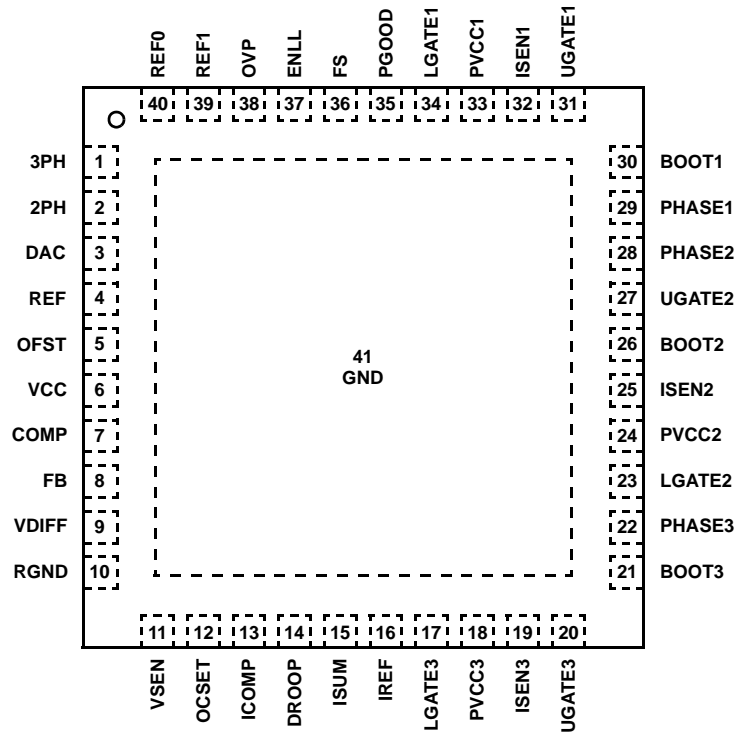 REF0 REF1 OVP ENLL FS PGOOD LGATE1 PVCC1 ISEN1 UGATE1
40 39 38 37 36 35 34 33 32 31
3PH 1
2PH 2
DAC 3
REF 4
OFST 5
VCC 6
COMP 7
FB 8
VDIFF 9
RGND 10
41
GND
30 BOOT1
29 PHASE1
28 PHASE2
27 UGATE2
26 BOOT2
25 ISEN2
24 PVCC2
23 LGATE2
22 PHASE3
21 BOOT3
11 12 13 14 15 16 17 18 19 20
VSEN OCSET ICOMP DROOP ISUM IREF LGATE3 PVCC3 ISEN3 UGATE3